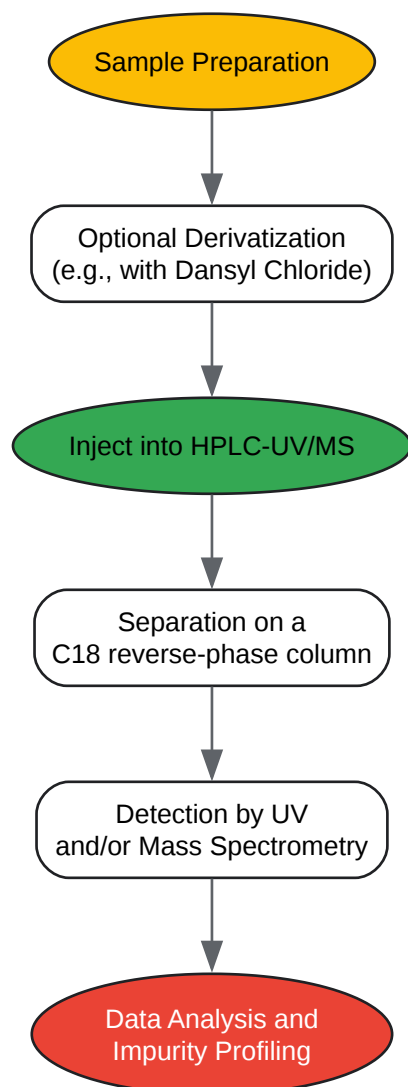 Sample Preparation
Optional Derivatization
(e.g., with Dansyl Chloride)
Inject into HPLC-UV/MS
Separation on a
C18 reverse-phase column
Detection by UV
and/or Mass Spectrometry
Data Analysis and
Impurity Profiling